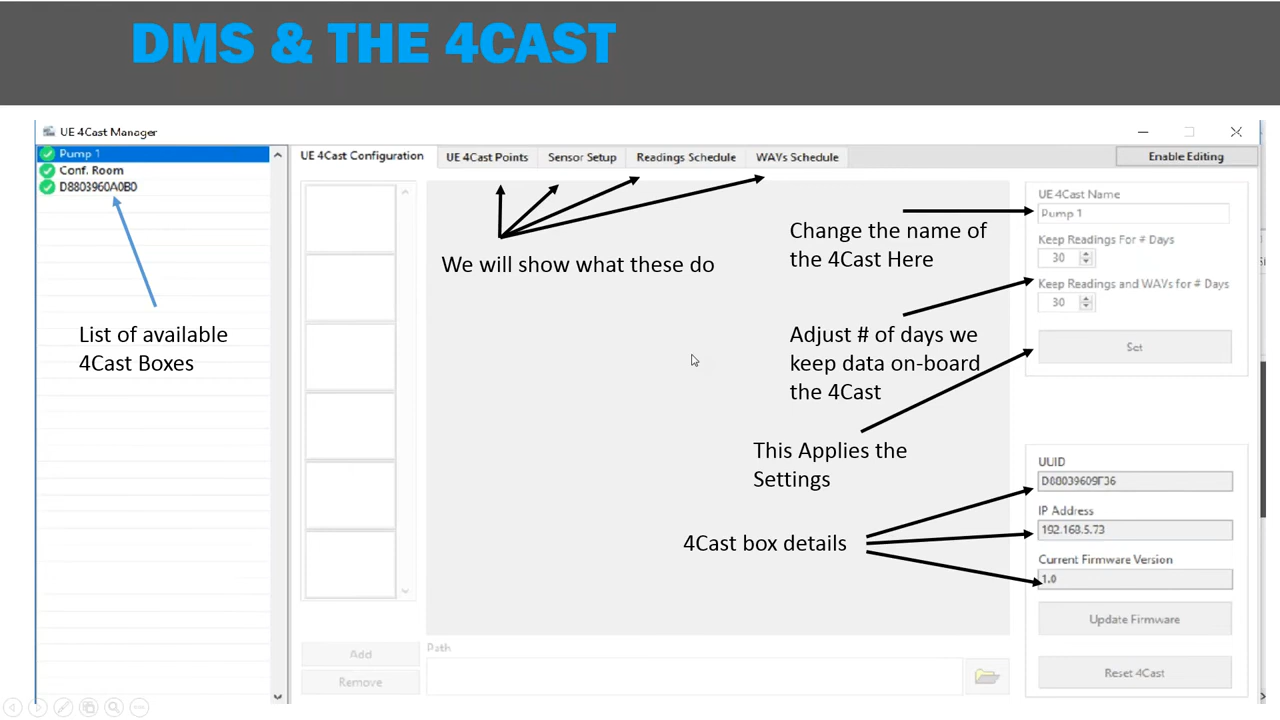 DMS & THE 4CAST
UE 4Cast Manager
Pump 1
Conf. Room
D8803960A0B0
List of available
4Cast Boxes
UE 4Cast Configuration
UE 4Cast Points
Sensor Setup
Readings Schedule
WAVs Schedule
Enable Editing
We will show what these do
Change the name of
the 4Cast Here
Adjust # of days we
keep data on-board
the 4Cast
This Applies the
Settings
4Cast box details
UE 4Cast Name
Pump 1
Keep Readings For # Days
30
Keep Readings and WAVs for # Days
30
Set
UUID
D88039609F36
IP Address
192.168.5.73
Current Firmware Version
1.0
Update Firmware
Reset 4Cast
Add
Remove
Path